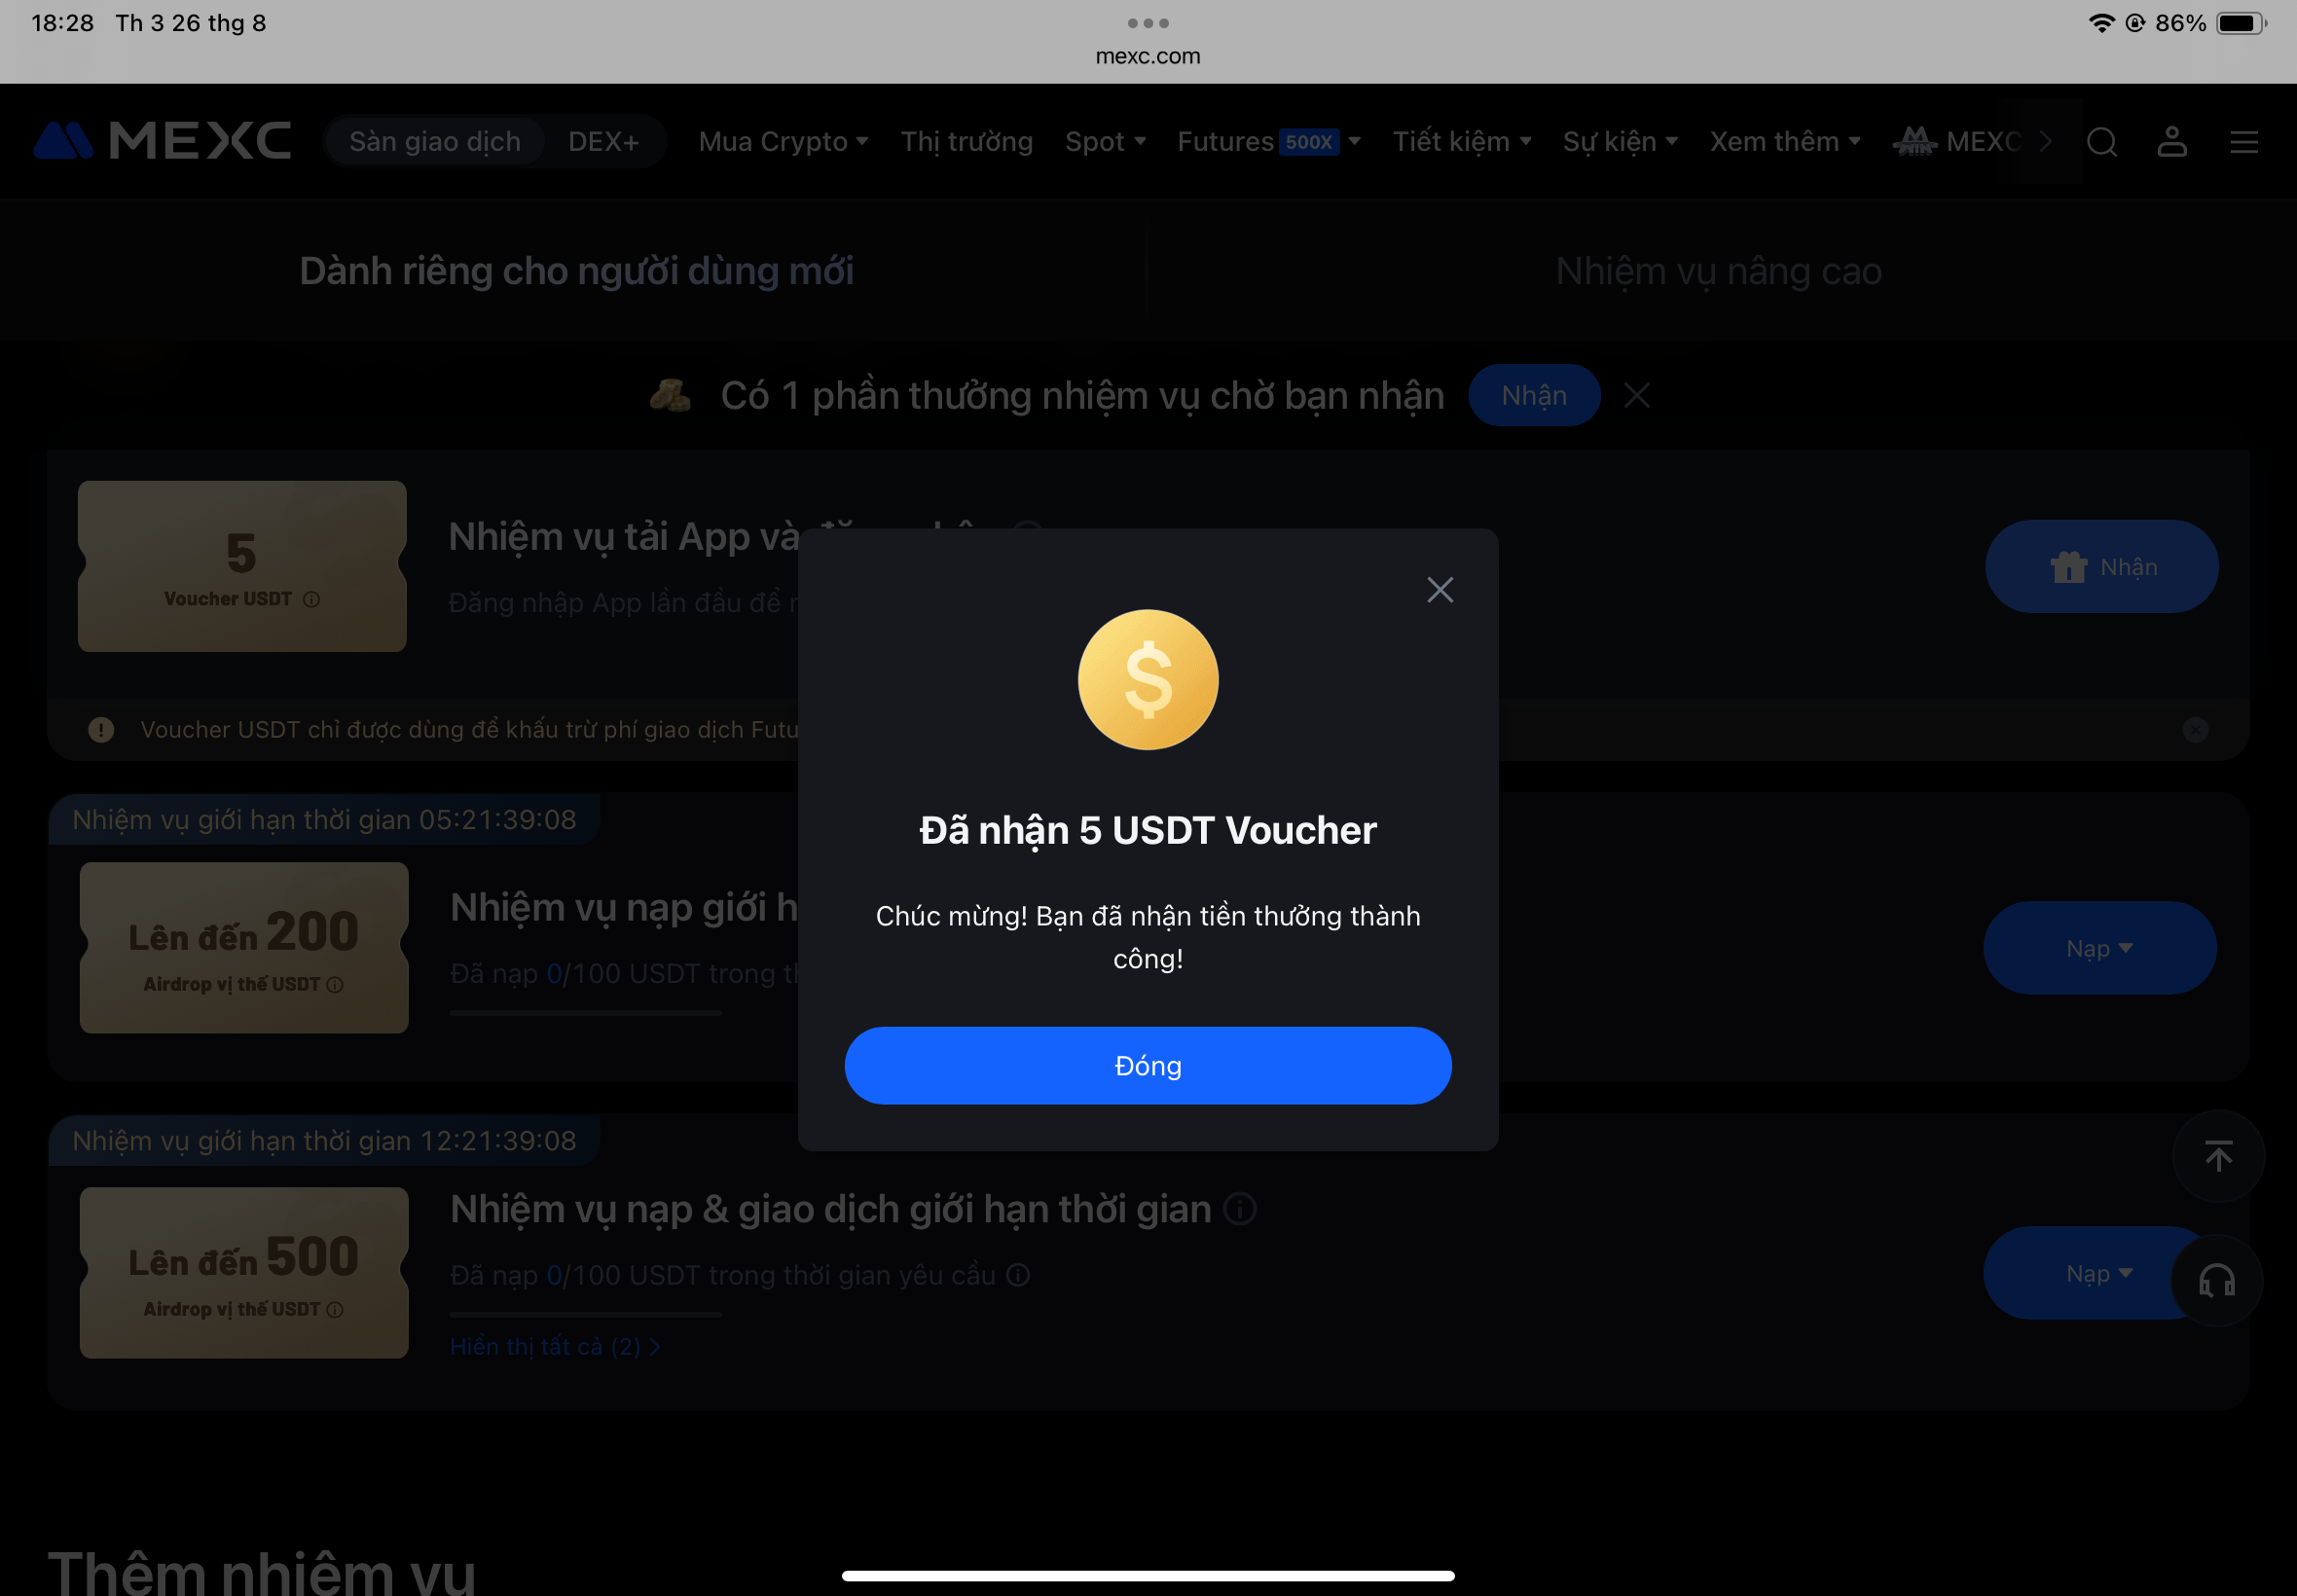 18:28 Th 3 26 thg 8
86%
mexc.com
MEXC Sàn giao dịch DEX+ Mua Crypto Thị trường Spot Futures 500X Tiết kiệm Sự kiện Xem thêm MEXC
Dành riêng cho người dùng mới
Nhiệm vụ nâng cao
Có 1 phần thưởng nhiệm vụ chờ bạn nhận Nhận
5
Voucher USDT
Nhiệm vụ tải App và
Đăng nhập App lần đầu để
Nhận
Voucher USDT chỉ được dùng để khấu trừ phí giao dịch Futu
Đã nhận 5 USDT Voucher
Chúc mừng! Bạn đã nhận tiền thưởng thành
công!
Đóng
Nhiệm vụ giới hạn thời gian 05:21:39:08
Lên đến 200
Airdrop vị thế USDT
Nhiệm vụ nạp giới h
Đã nạp 0/100 USDT trong th
Nạp
Nhiệm vụ giới hạn thời gian 12:21:39:08
Lên đến 500
Airdrop vị thế USDT
Nhiệm vụ nạp & giao dịch giới hạn thời gian
Đã nạp 0/100 USDT trong thời gian yêu cầu
Hiển thị tất cả (2)
Nạp
Thêm nhiệm vụ